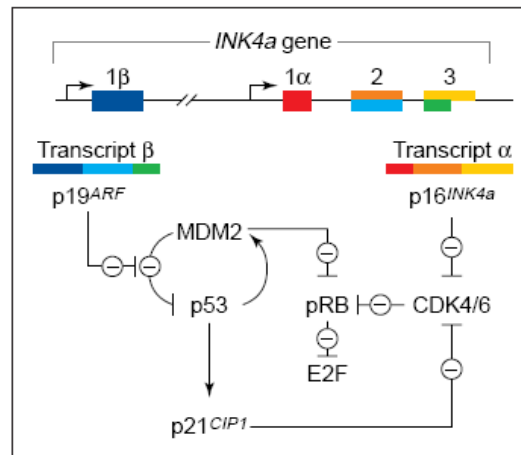 INK4a gene
1β 1α 2 3
Transcript β Transcript α
p19ARF p16INK4a
MDM2
p53 pRB CDK4/6
E2F
p21CIP1